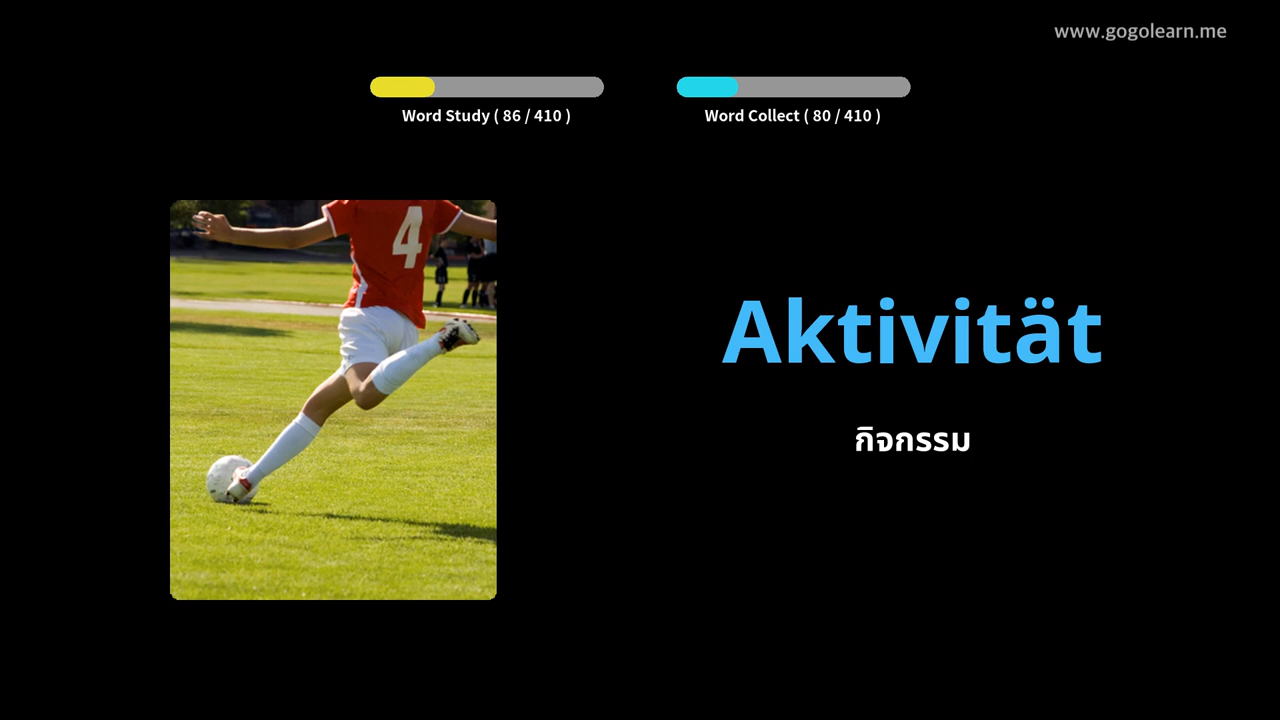 www.gogolearn.me
Word Study ( 86 / 410 )
Word Collect ( 80 / 410 )
4
Aktivität
กิจกรรม